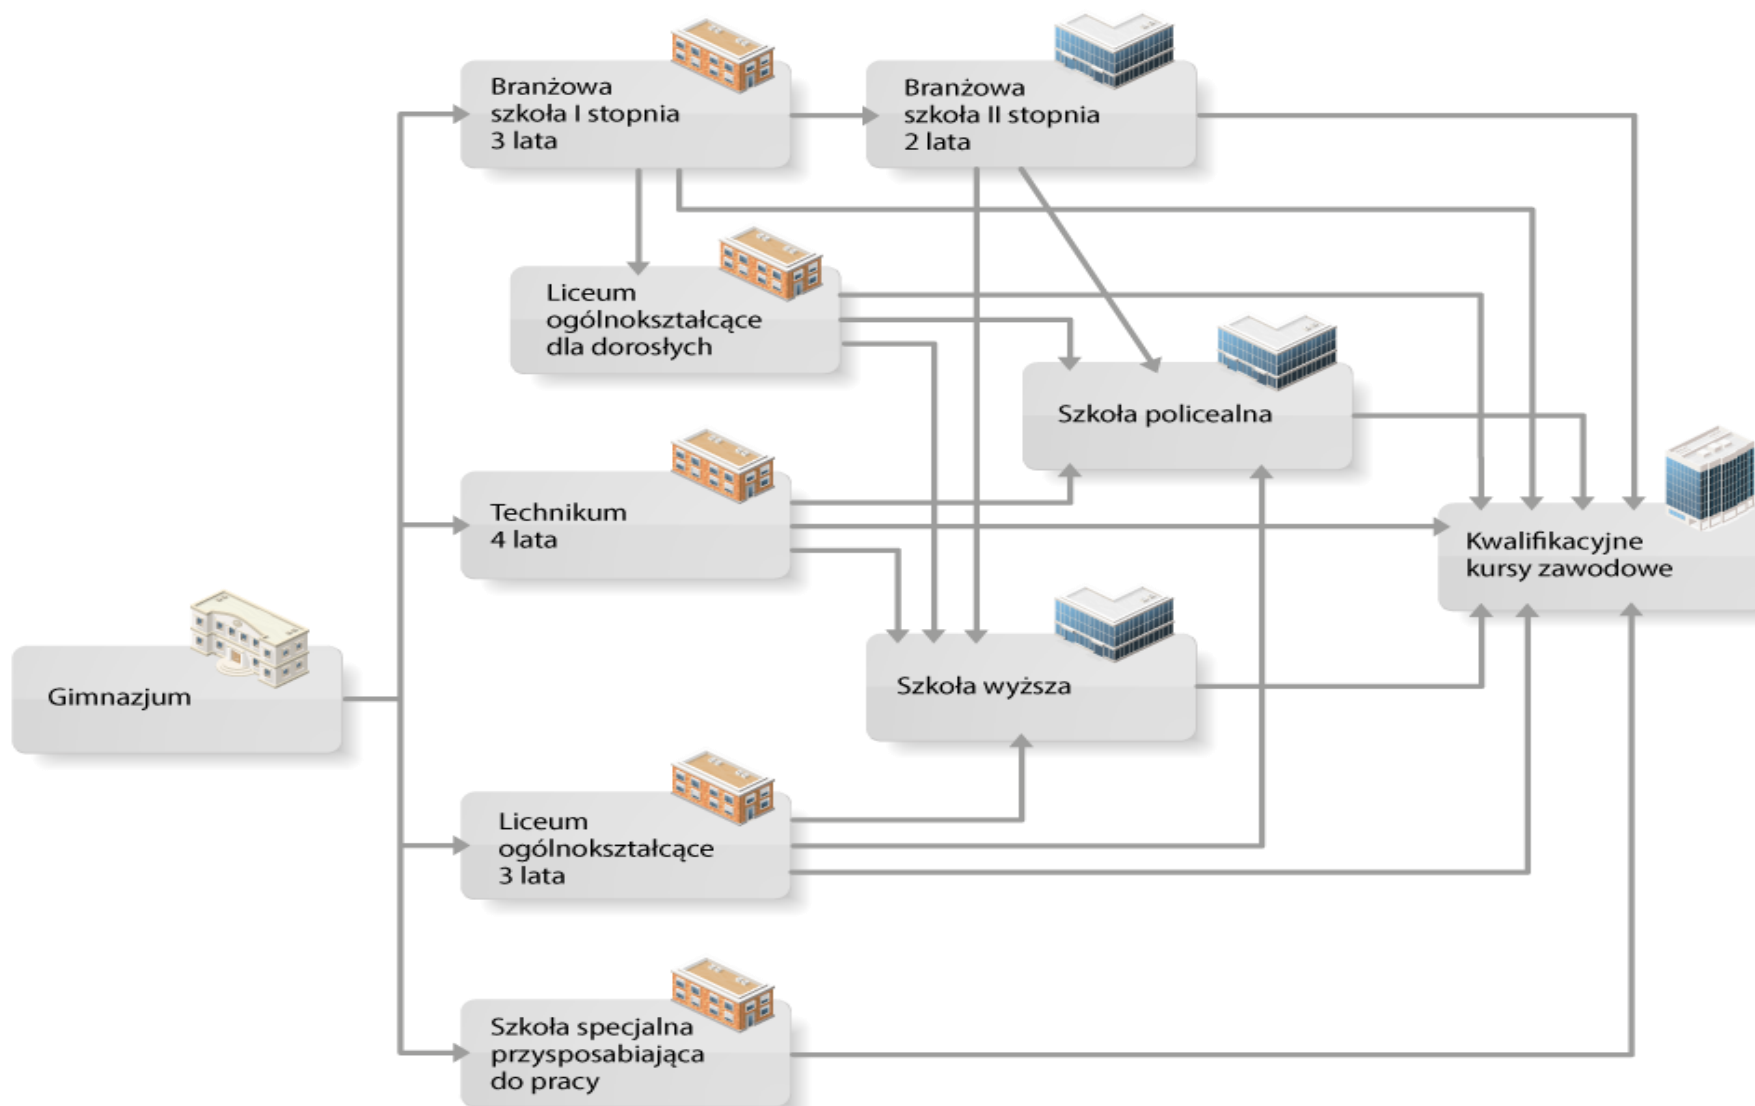 Branżowa
szkoła I stopnia
3 lata
Branżowa
szkoła II stopnia
2 lata
Liceum
ogólnokształcące
dla dorosłych
Szkoła policealna
Technikum
4 lata
Kwalifikacyjne
kursy zawodowe
Gimnazjum
Szkoła wyższa
Liceum
ogólnokształcące
3 lata
Szkoła specjalna
przysposabiająca
do pracy